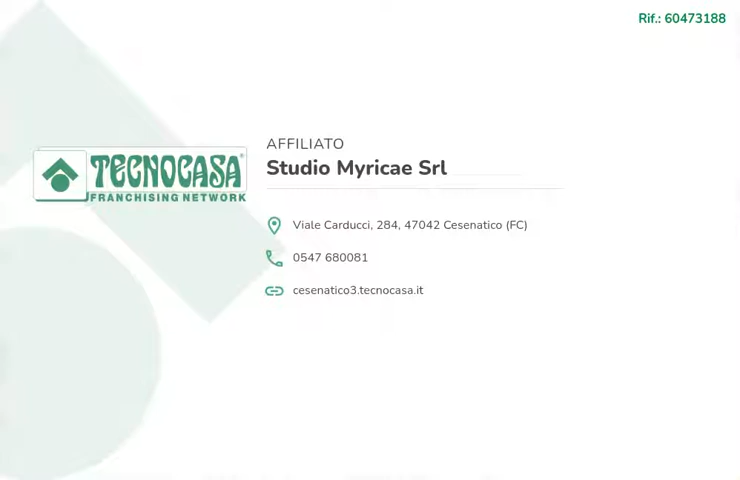 Rif.: 60473188
AFFILIATO
Studio Myricae Srl
TECNOCASA
FRANCHISING NETWORK
Viale Carducci, 284, 47042 Cesenatico (FC)
0547 680081
cesenatico3.tecnocasa.it